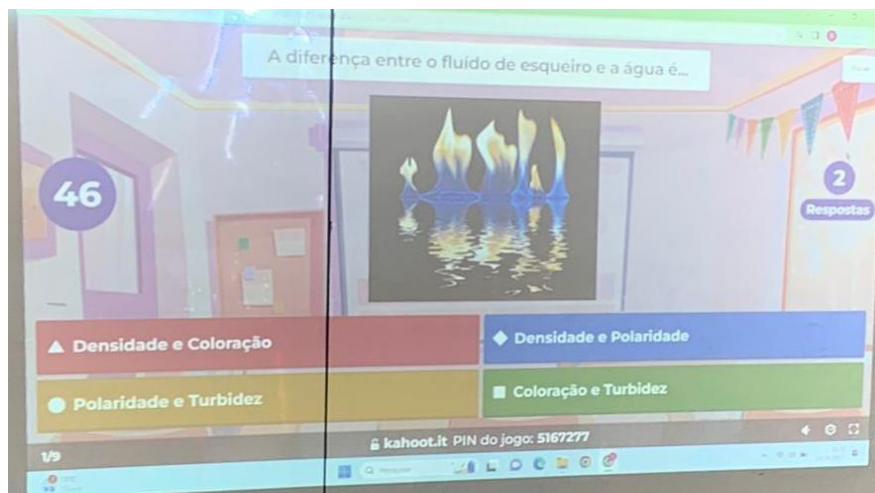 A diferença entre o fluído de esqueiro e a água é...
46
2
Respostas
▲ Densidade e Coloração
◆ Densidade e Polaridade
● Polaridade e Turbidez
■ Coloração e Turbidez
1/9
kahoot.it PIN do jogo: 5167277